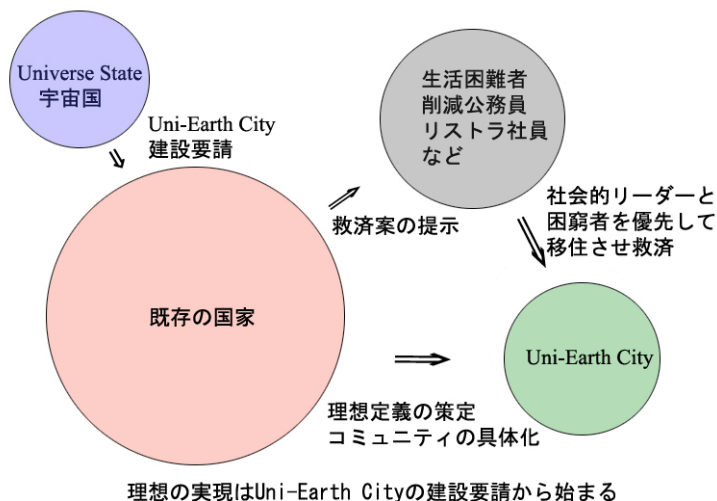 Universe State
宇宙国
Uni-Earth City
建設要請
生活困難者
削減公務員
リストラ社員
など
救済案の提示
社会的リーダーと
困窮者を優先して
移住させ救済
既存の国家
Uni-Earth City
理想定義の策定
コミュニティの具体化
理想の実現はUni-Earth Cityの建設要請から始まる